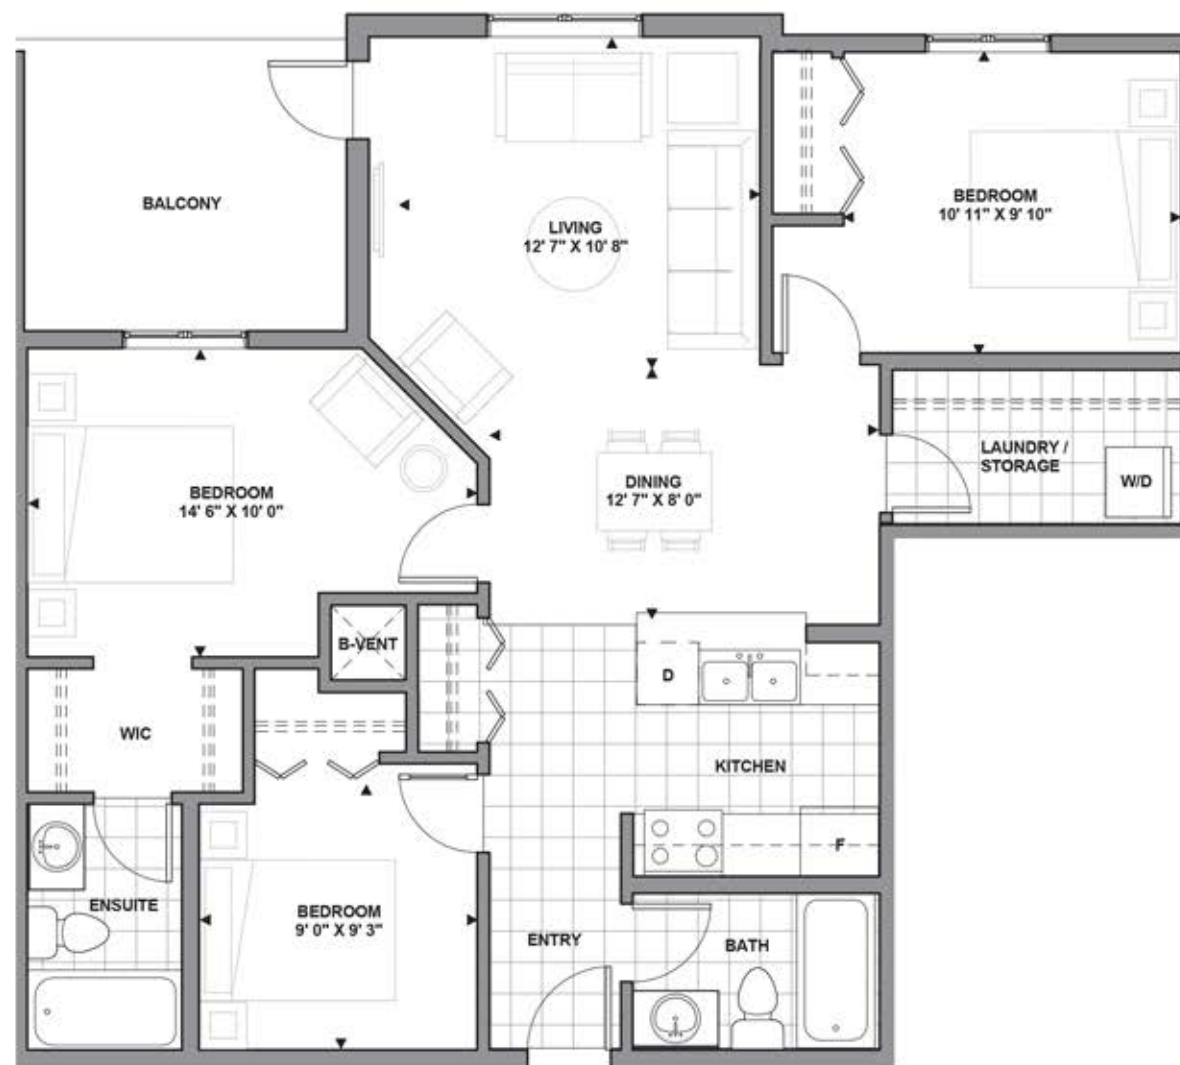 BALCONY
LIVING
12' 7" X 10' 8"
BEDROOM
10' 11" X 9' 10"
BEDROOM
14' 6" X 10' 0"
DINING
12' 7" X 8' 0"
LAUNDRY /
STORAGE
W/D
B-VENT
D
WIC
KITCHEN
F
ENSUITE
BEDROOM
9' 0" X 9' 3"
ENTRY
BATH